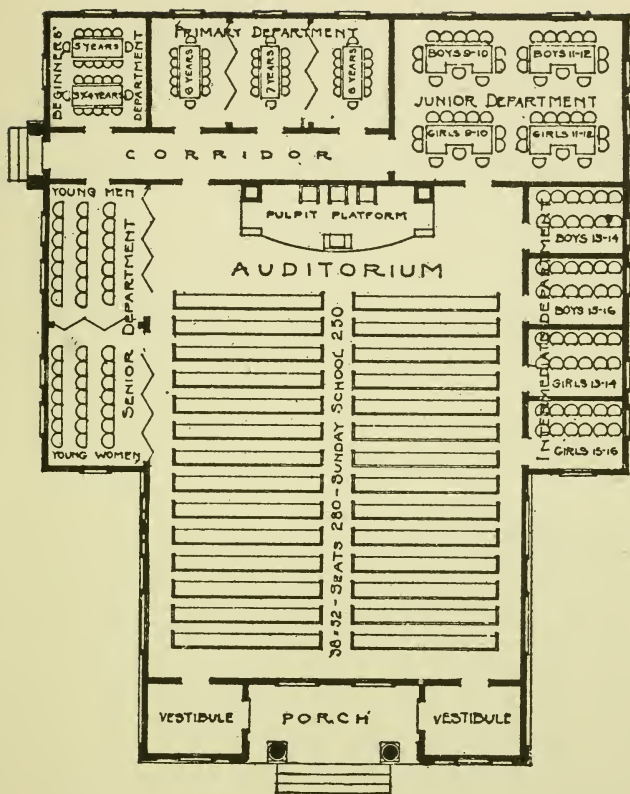 BEGINNERS'
DEPARTMENT
5 YEARS
3 & 4 YEARS
PRIMARY DEPARTMENT
6 YEARS
7 YEARS
8 YEARS
BOYS 9-10
BOYS 11-12
JUNIOR DEPARTMENT
GIRLS 9-10
GIRLS 11-12
CORRIDOR
YOUNG MEN
SENIOR DEPARTMENT
YOUNG WOMEN
PULPIT PLATFORM
AUDITORIUM
38×52-SEATS 280-SUNDAY SCHOOL 250
INTERMEDIATE DEPARTMENT
BOYS 13-14
BOYS 15-16
GIRLS 13-14
GIRLS 15-16
VESTIBULE
PORCH
VESTIBULE